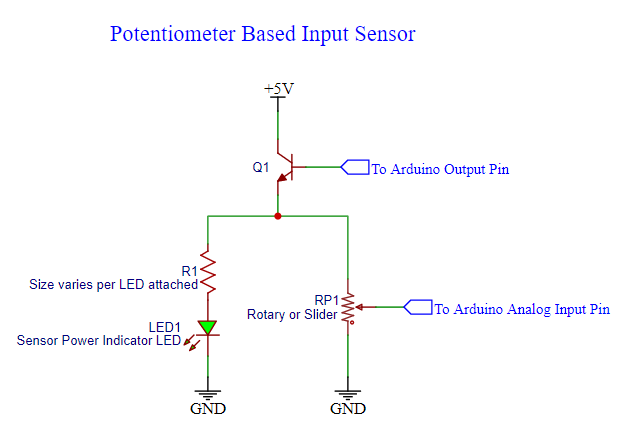 Potentiometer Based Input Sensor
+5V
Q1
To Arduino Output Pin
R1
Size varies per LED attached
RP1
Rotary or Slider
To Arduino Analog Input Pin
LED1
Sensor Power Indicator LED
GND
GND